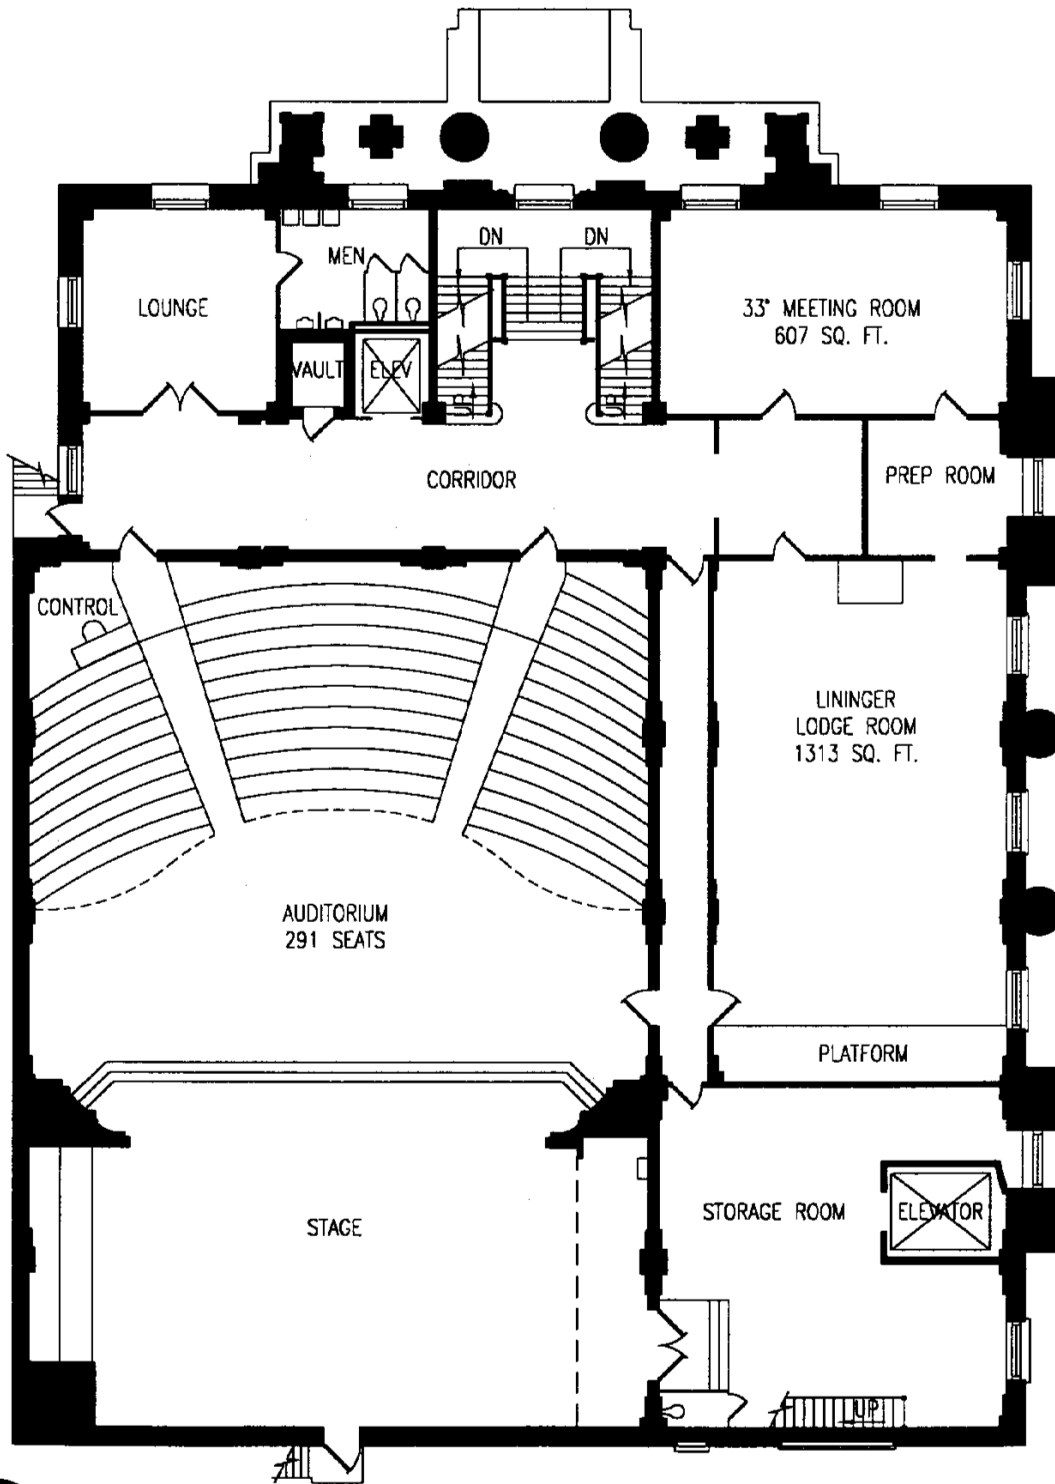 DN
DN
MEN
LOUNGE
33° MEETING ROOM
607 SQ. FT.
VAULT
ELEV
UP
UP
CORRIDOR
PREP ROOM
CONTROL
LININGER
LODGE ROOM
1313 SQ. FT.
AUDITORIUM
291 SEATS
PLATFORM
STORAGE ROOM
ELEVATOR
STAGE
UP